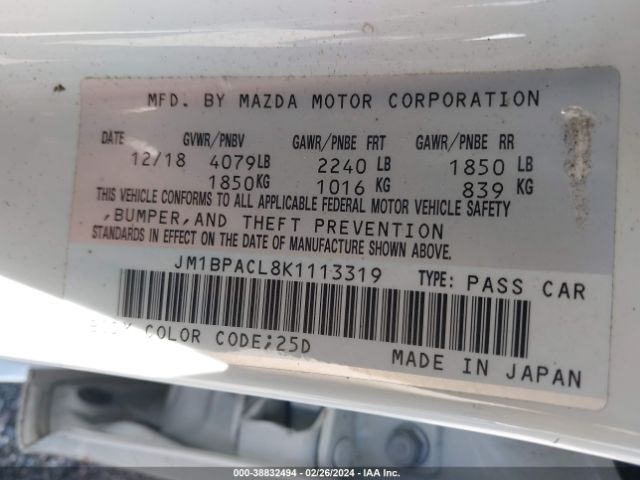 MFD. BY MAZDA MOTOR CORPORATION
DATE GVWR/PNBV GAWR/PNBE FRT GAWR/PNBE RR
12/18 4079LB 2240 LB 1850 LB
1850KG 1016 KG 839 KG
THIS VEHICLE CONFORMS TO ALL APPLICABLE FEDERAL MOTOR VEHICLE SAFETY
,BUMPER,AND THEFT PREVENTION
STANDARDS IN EFFECT ON THE DATE OF MANUFACTURE SHOWN ABOVE.
JM1BPACL8K1113319 TYPE: PASS CAR
BODY COLOR CODE;25D
MADE IN JAPAN
000-38832494 - 02/26/2024 - IAA Inc.